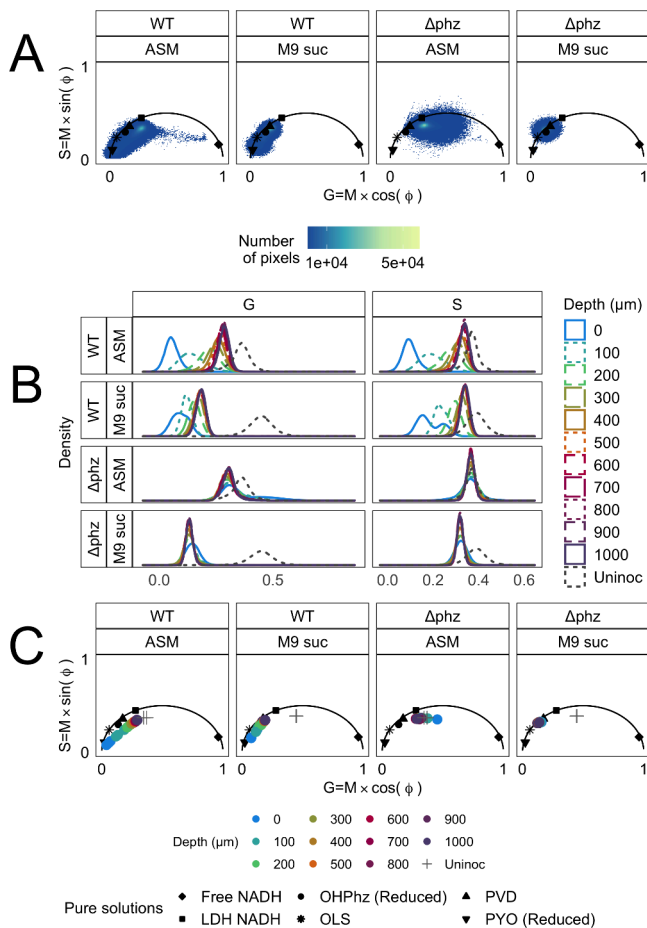 A
WT WT Δphz Δphz
ASM M9 suc ASM M9 suc
S=M × sin( ϕ )
1
0
0 1 0 1 0 1 0 1
G=M × cos( ϕ )
Number of pixels
1e+04 5e+04
B
G S
WT ASM
WT M9 suc
Δphz ASM
Δphz M9 suc
Density
0.0 0.5 0.0 0.2 0.4 0.6
Depth (µm)
0
100
200
300
400
500
600
700
800
900
1000
Uninoc
C
WT WT Δphz Δphz
ASM M9 suc ASM M9 suc
S=M × sin( ϕ )
1
0
0 1 0 1 0 1 0 1
G=M × cos( ϕ )
0 300 600 900
Depth (µm) 100 400 700 1000
200 500 800 Uninoc
Free NADH OHPhz (Reduced) PVD
Pure solutions
LDH NADH OLS PYO (Reduced)